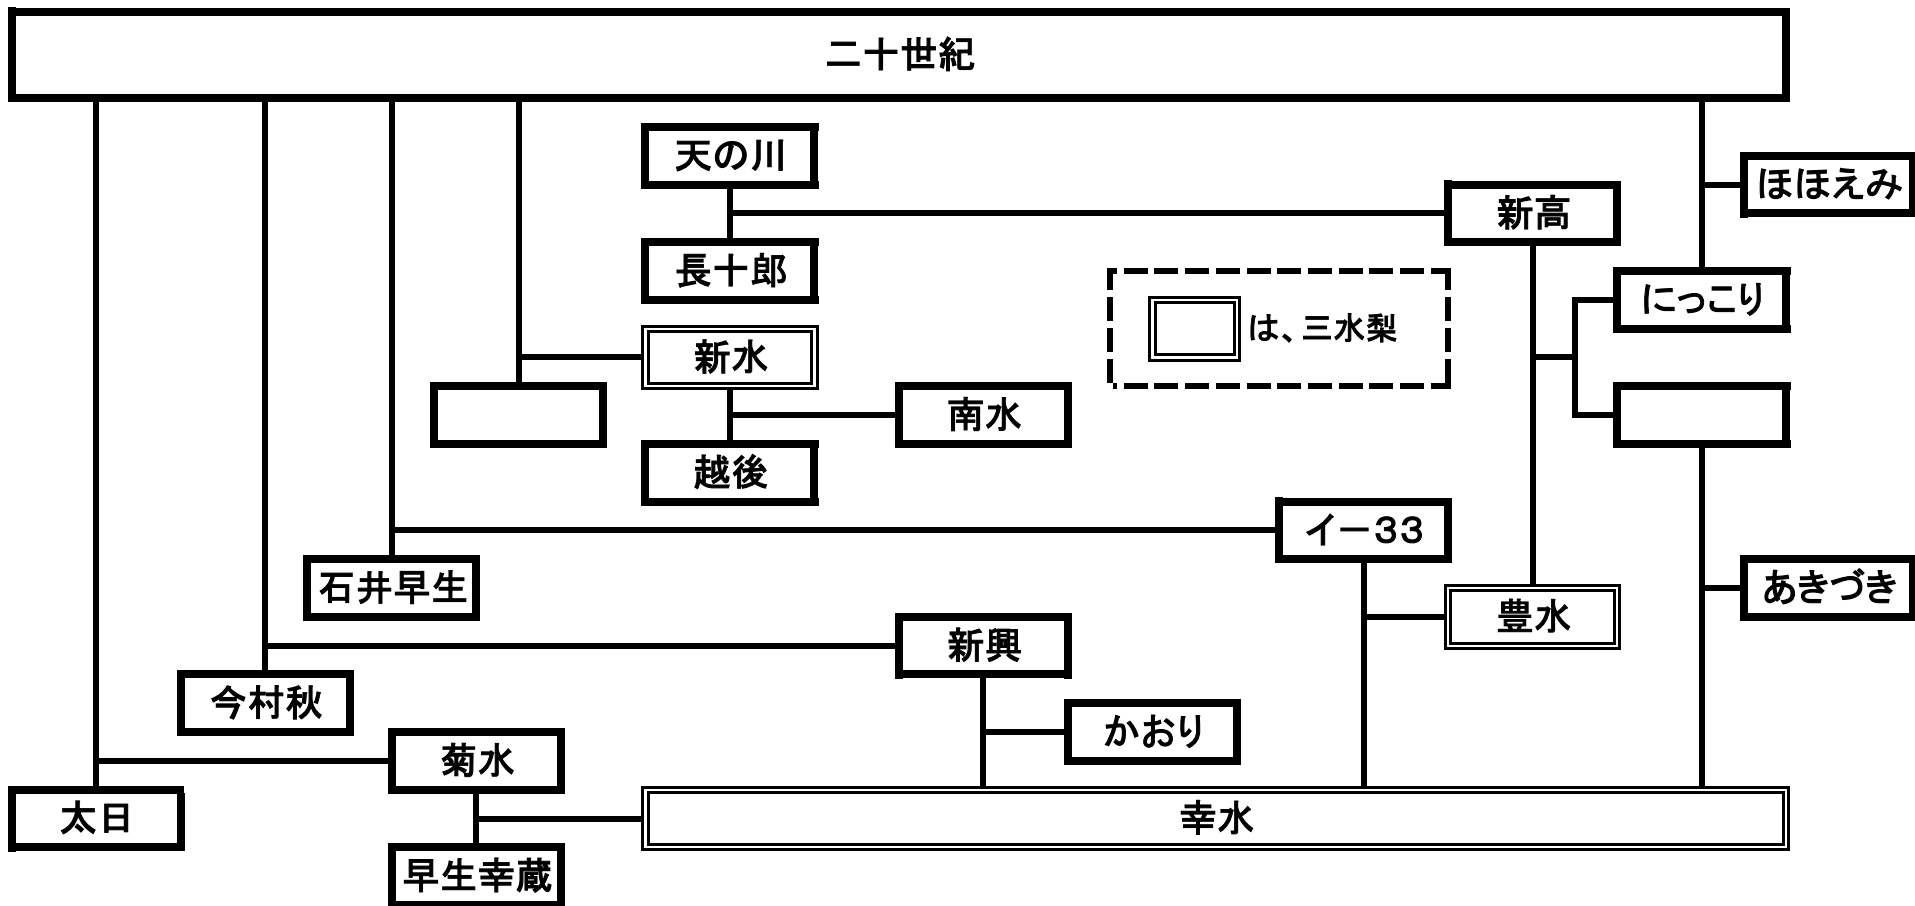 二十世紀
天の川
ほほえみ
新高
長十郎
にっこり
は、三水梨
新水
南水
越後
イー33
石井早生
あきづき
豊水
新興
今村秋
かおり
菊水
太日
幸水
早生幸蔵